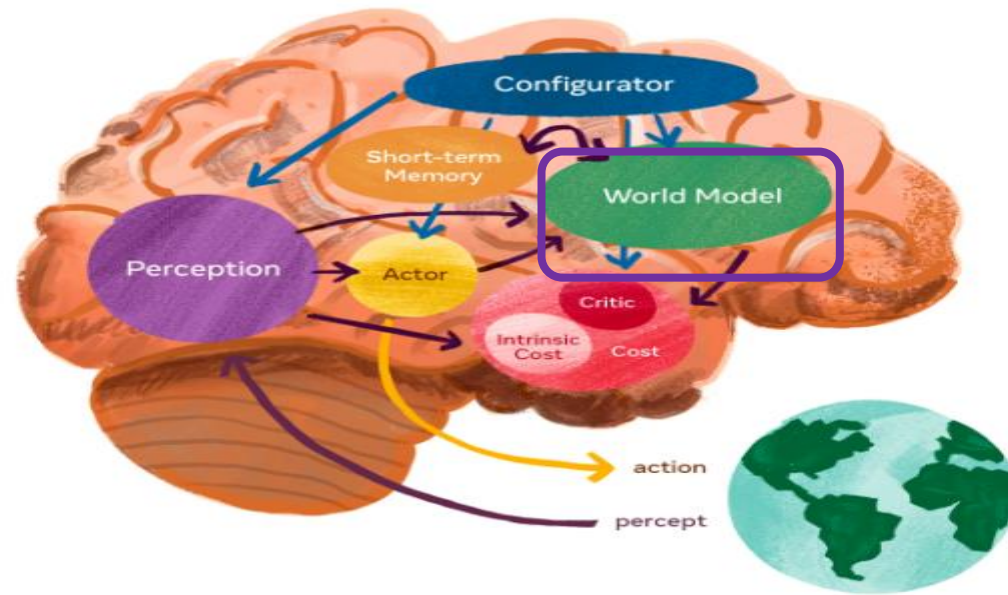 Configurator
Short-term
Memory
World Model
Perception
Actor
Critic
Intrinsic
Cost
Cost
action
percept